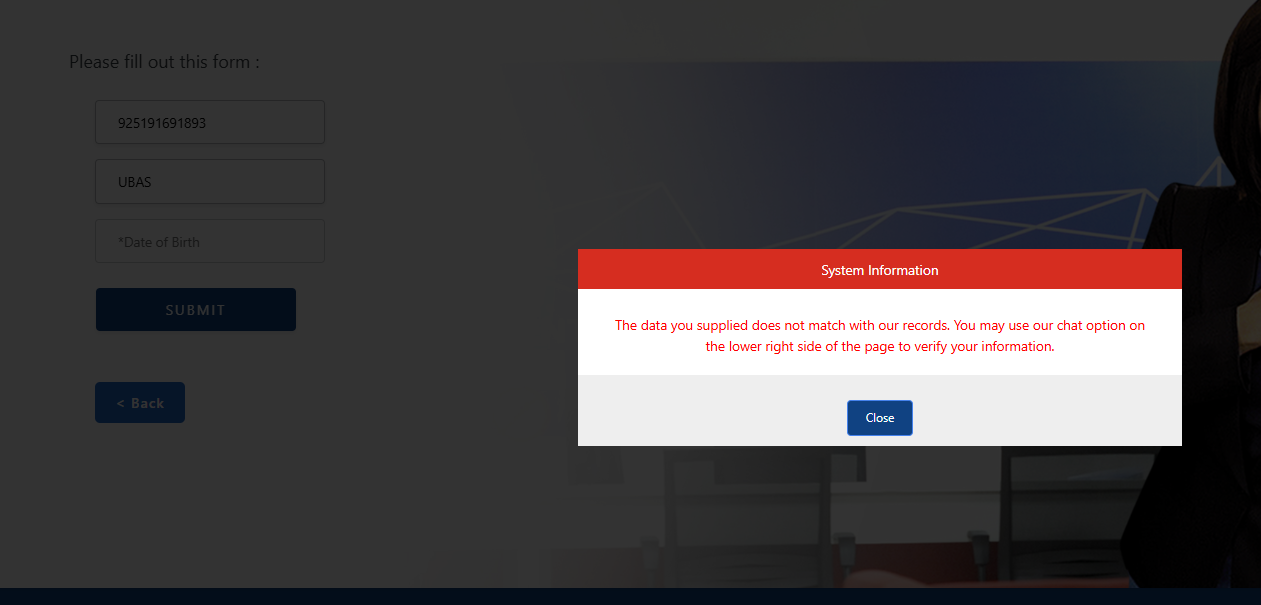 Please fill out this form :
925191691893
UBAS
*Date of Birth
SUBMIT
< Back
System Information
The data you supplied does not match with our records. You may use our chat option on
the lower right side of the page to verify your information.
Close